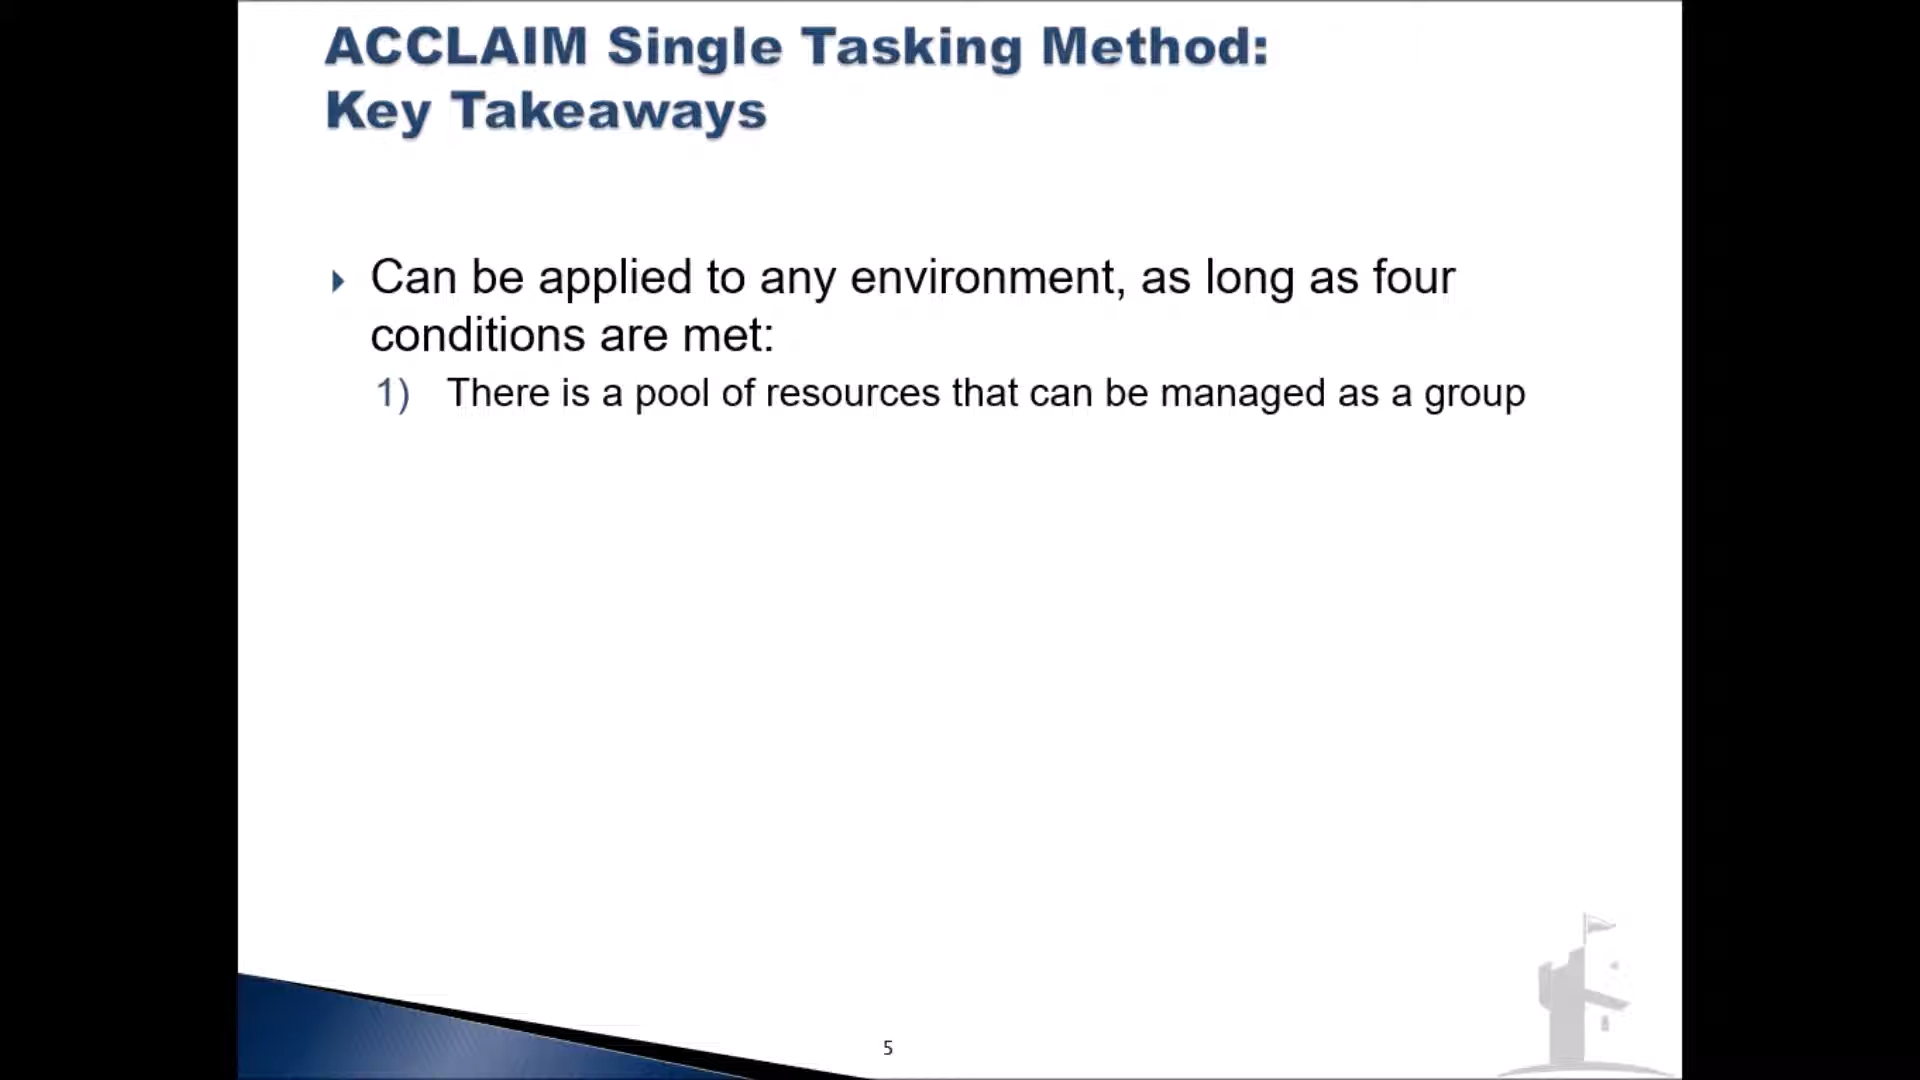 ACCLAIM Single Tasking Method:
Key Takeaways
Can be applied to any environment, as long as four
conditions are met:
1) There is a pool of resources that can be managed as a group
5